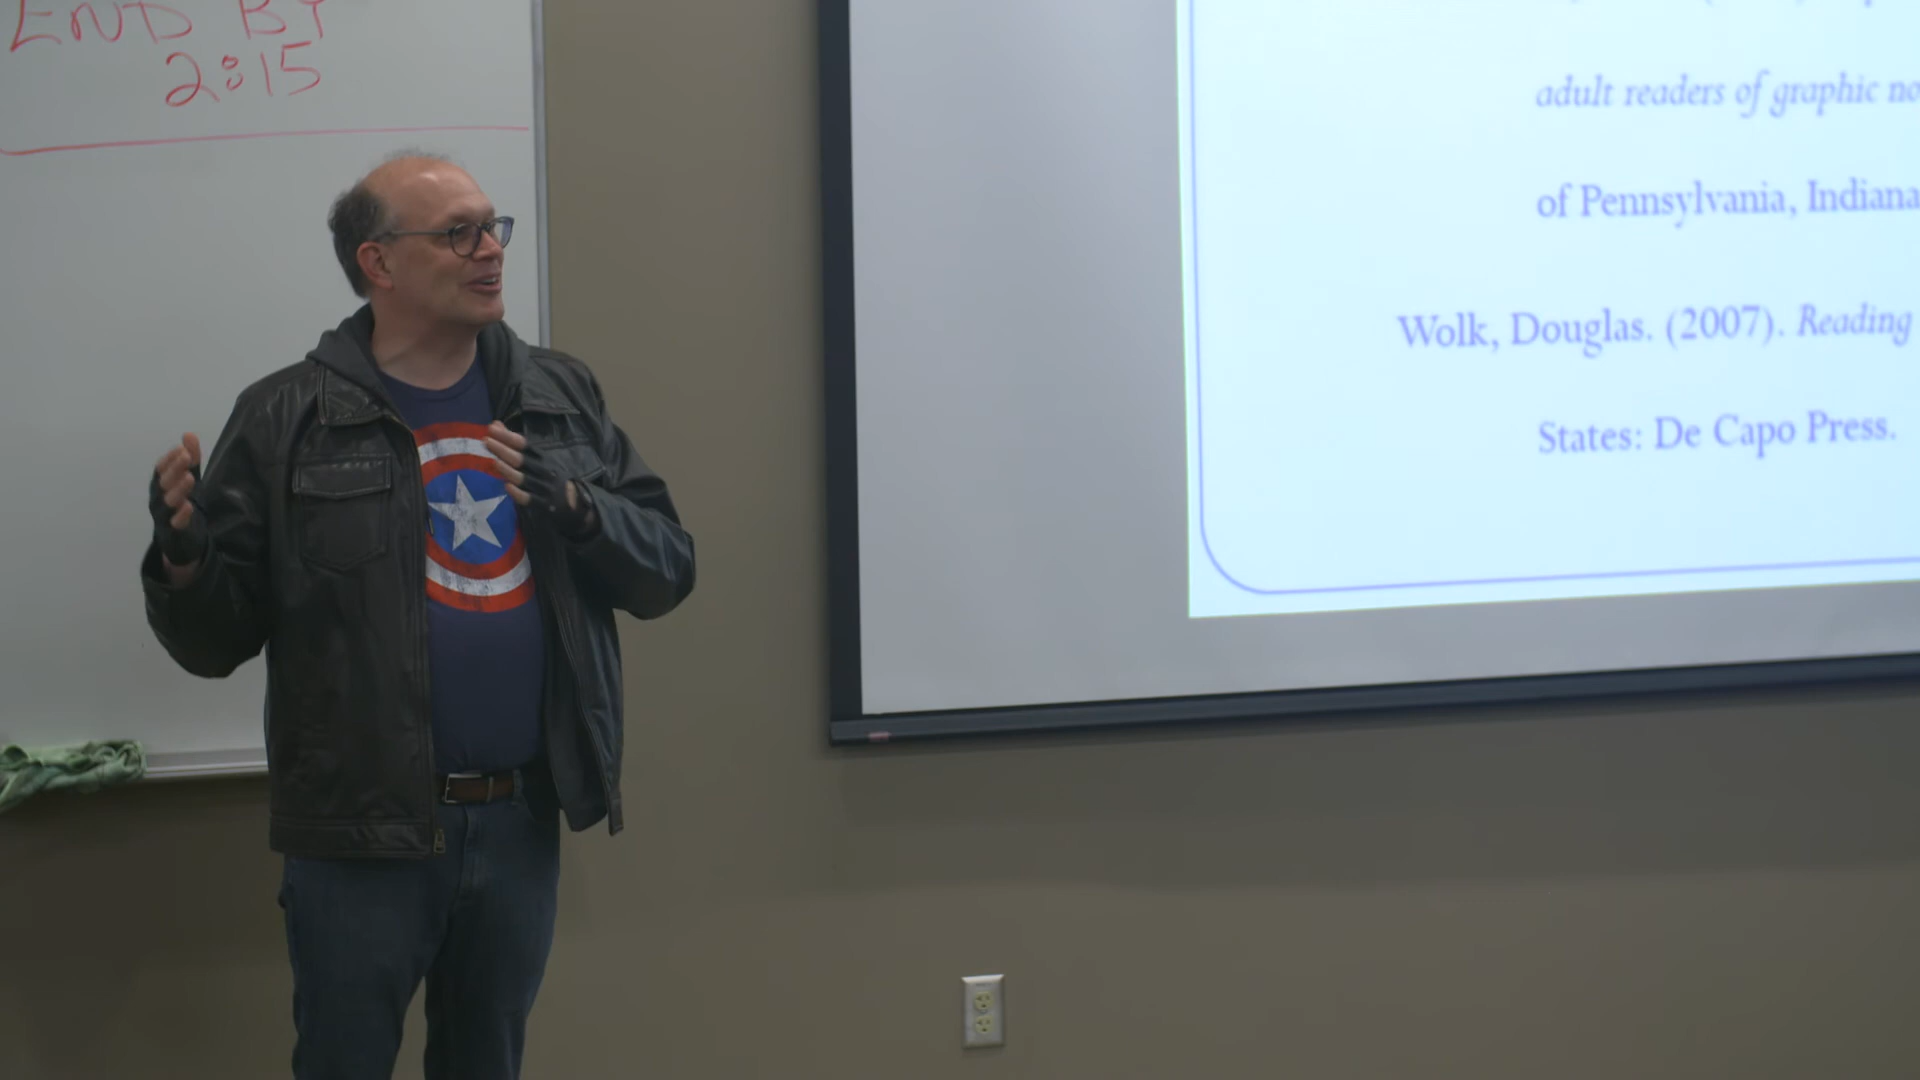 END BY
2:15
adult readers of graphic
of Pennsylvania, Indiana
Wolk, Douglas. (2007). Reading
States: De Capo Press.